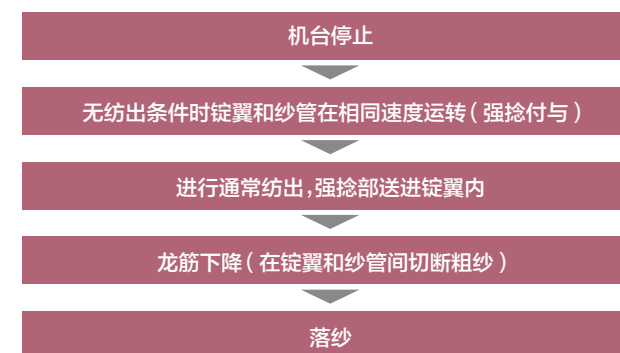 机台停止
无纺出条件时锭翼和纱管在相同速度运转(强捻付与)
进行通常纺出,强捻部送进锭翼内
龙筋下降(在锭翼和纱管间切断粗纱)
落纱